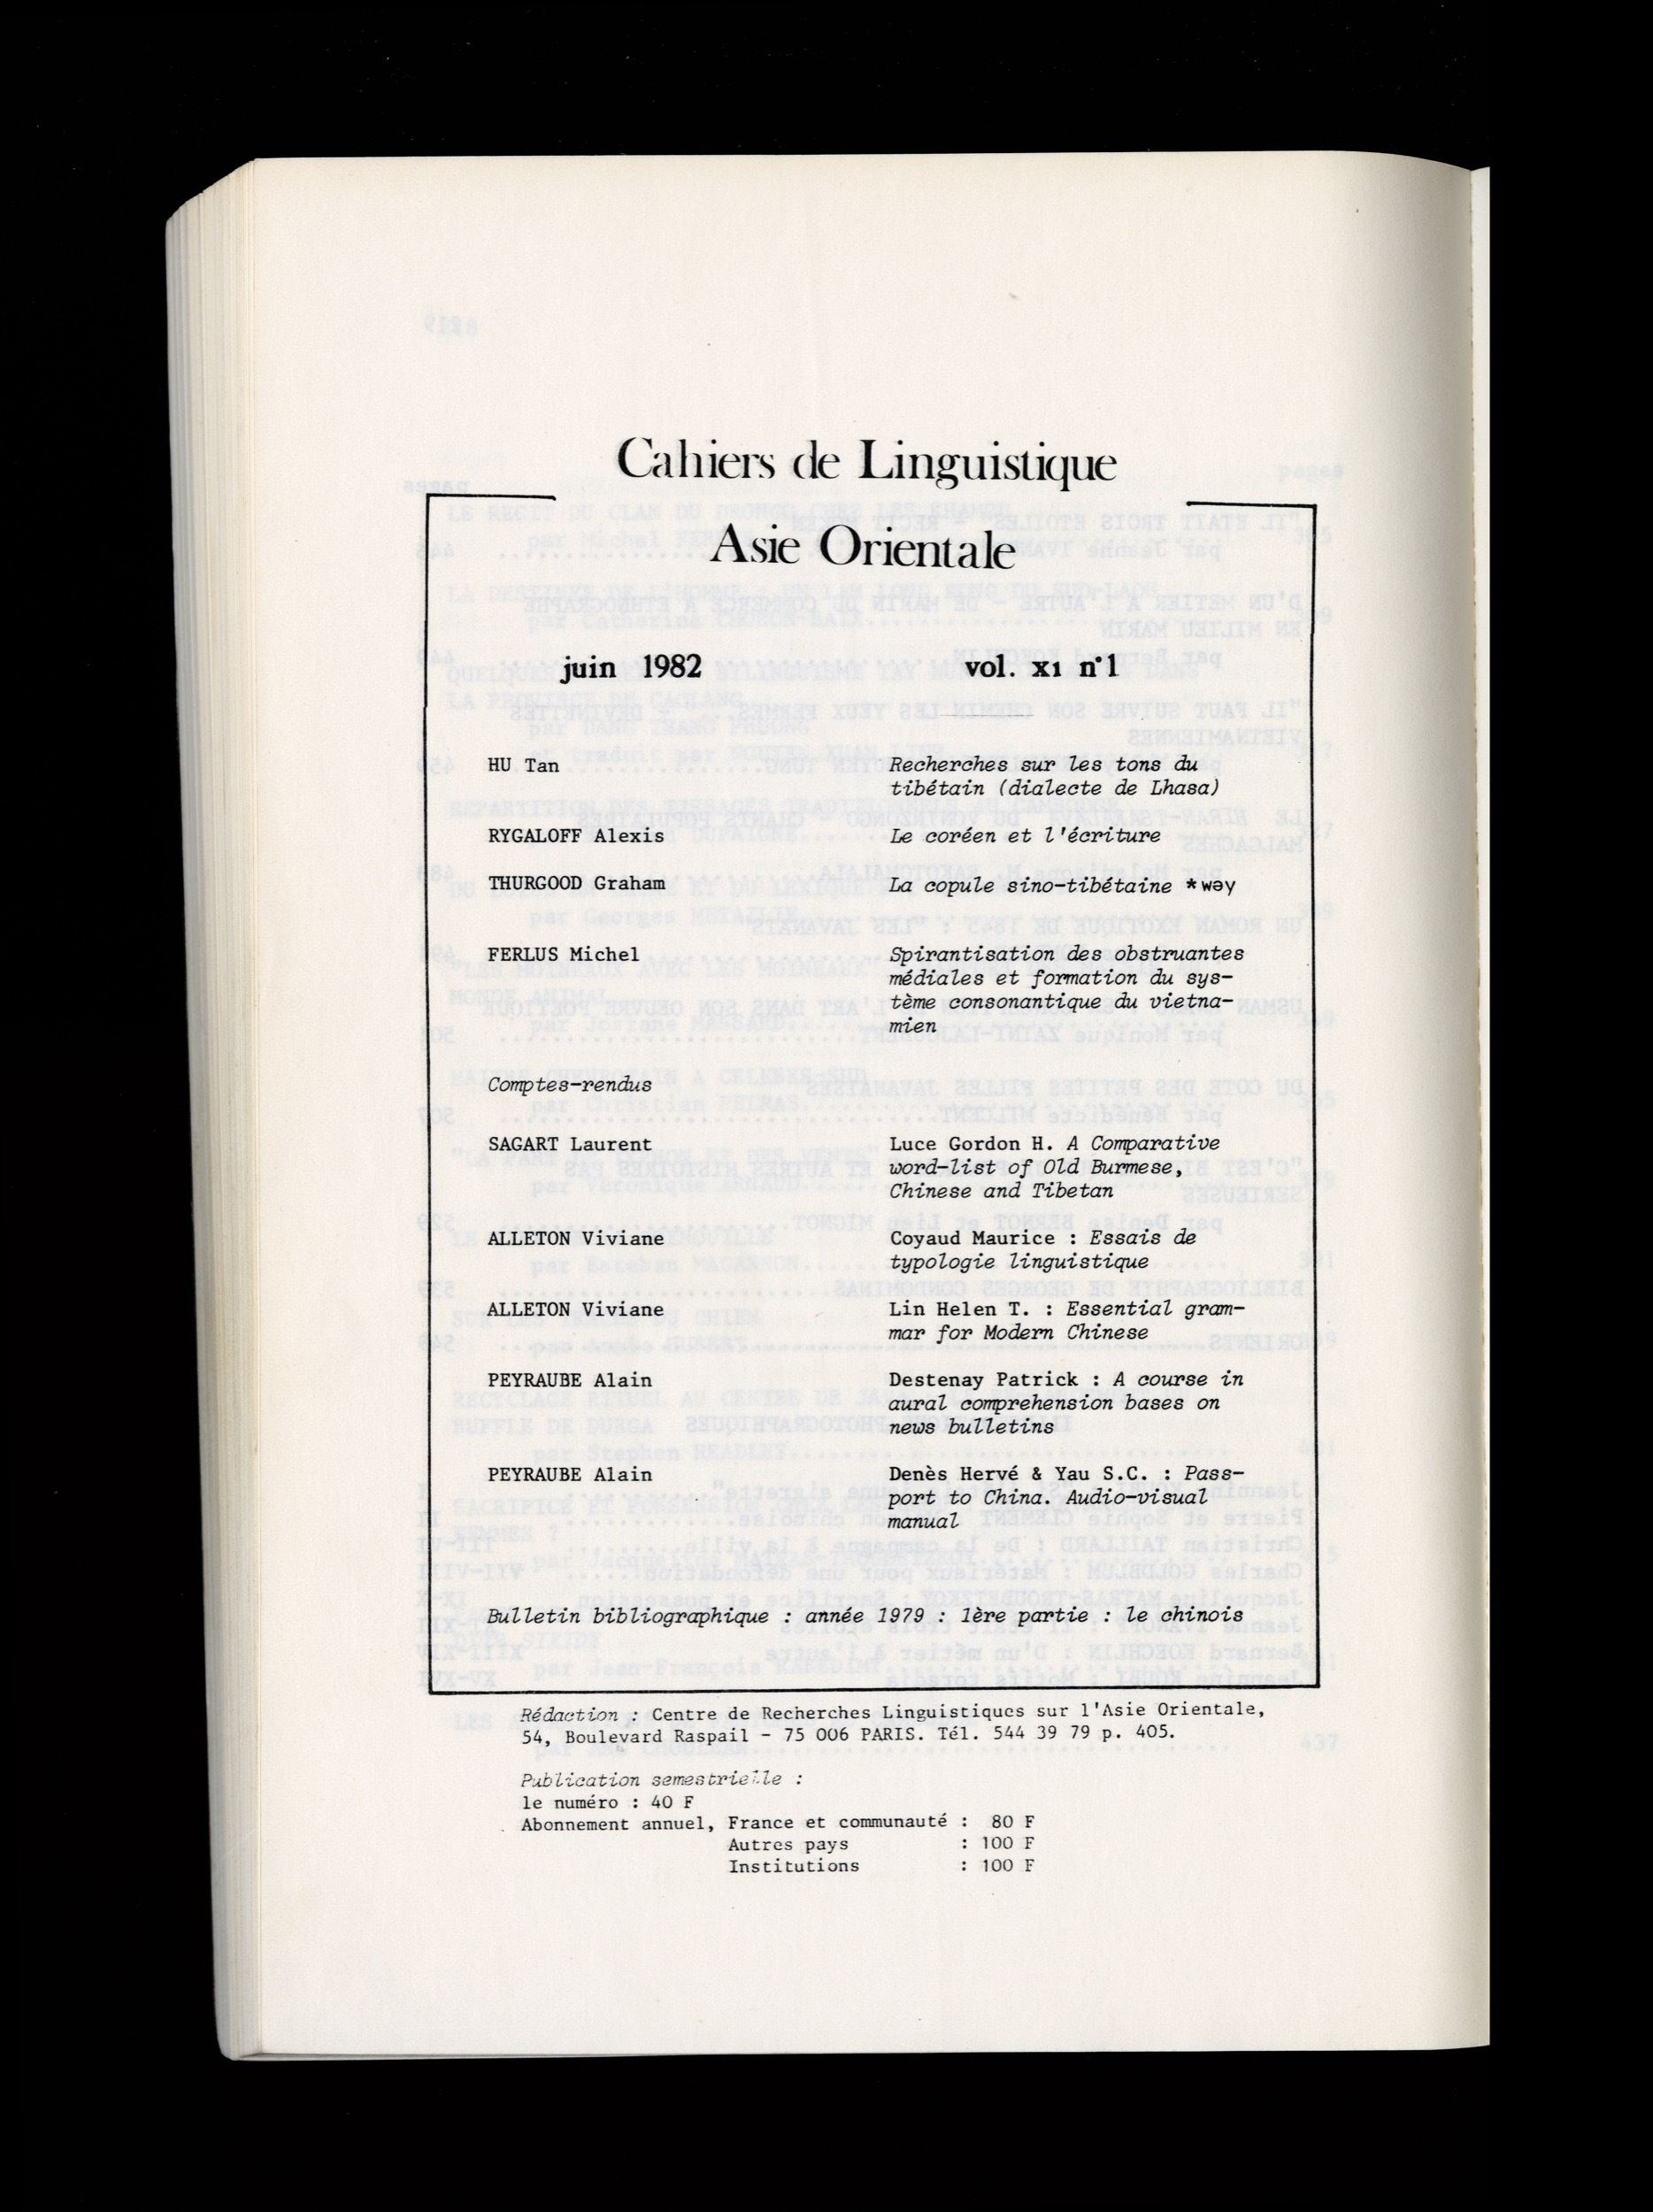 Cahiers de Linguistique
Asie Orientale
juin 1982 vol. XI n°1
HU Tan Recherches sur les tons du
tibétain (dialecte de Lhasa)
RYGALOFF Alexis Le coréen et l'écriture
THURGOOD Graham La copule sino-tibétaine *wəy
FERLUS Michel Spirantisation des obstruantes
médiales et formation du sys-
tème consonantique du vietna-
mien
Comptes-rendus
SAGART Laurent Luce Gordon H. A Comparative
word-list of Old Burmese,
Chinese and Tibetan
ALLETON Viviane Coyaud Maurice : Essais de
typologie linguistique
ALLETON Viviane Lin Helen T. : Essential gram-
mar for Modern Chinese
PEYRAUBE Alain Destenay Patrick : A course in
aural comprehension bases on
news bulletins
PEYRAUBE Alain Denès Hervé & Yau S.C. : Pass-
port to China. Audio-visual
manual
Bulletin bibliographique : année 1979 : 1ère partie : le chinois
Rédaction : Centre de Recherches Linguistiques sur l'Asie Orientale,
54, Boulevard Raspail - 75 006 PARIS. Tél. 544 39 79 p. 405.
Publication semestrielle :
le numéro : 40 F
Abonnement annuel, France et communauté : 80 F
Autres pays : 100 F
Institutions : 100 F